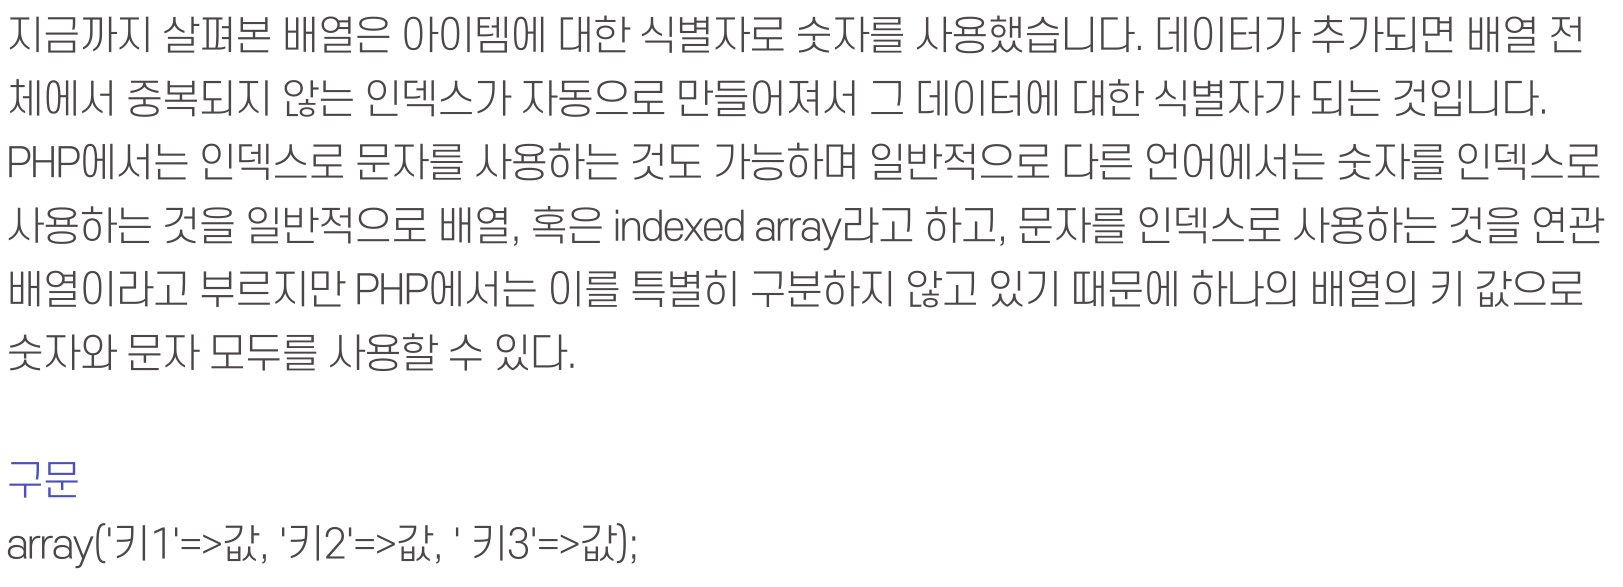 지금까지 살펴본 배열은 아이템에 대한 식별자로 숫자를 사용했습니다. 데이터가 추가되면 배열 전
체에서 중복되지 않는 인덱스가 자동으로 만들어져서 그 데이터에 대한 식별자가 되는 것입니다.
PHP에서는 인덱스로 문자를 사용하는 것도 가능하며 일반적으로 다른 언어에서는 숫자를 인덱스로
사용하는 것을 일반적으로 배열, 혹은 indexed array라고 하고, 문자를 인덱스로 사용하는 것을 연관
배열이라고 부르지만 PHP에서는 이를 특별히 구분하지 않고 있기 때문에 하나의 배열의 키 값으로
숫자와 문자 모두를 사용할 수 있다.
구문
array('키1'=>값, '키2'=>값, ' 키3'=>값);